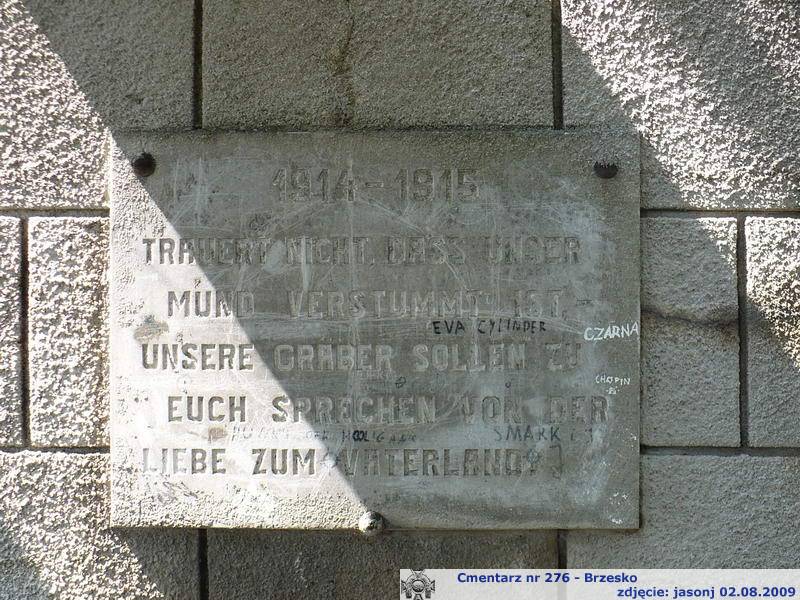 1914-1915
TRAUERT NICHT, DASS UNSER
MUND VERSTUMMT IST,
EVA CYLINDER
CZARNA
UNSERE GRÄBER SOLLEN ZU
CHOPIN
EUCH SPRECHEN VON DER
SMARK
LIEBE ZUM VATERLAND
Cmentarz nr 276 - Brzesko
zdjęcie: jasonj 02.08.2009